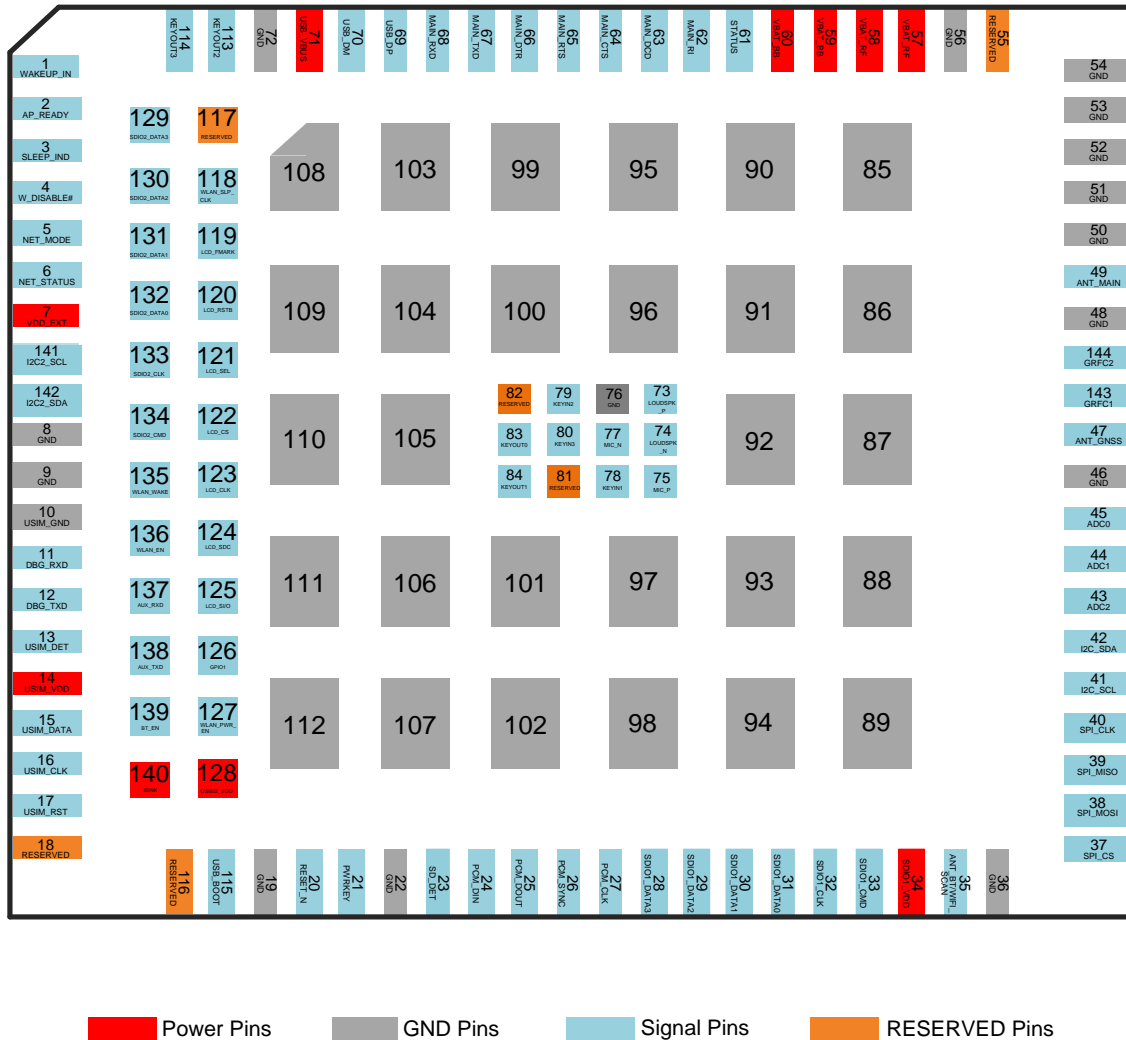 114 KEYOUT3
113 KEYOUT2
72 GND
71 USB_VBUS
70 USB_DM
69 USB_DP
68 MAIN_RXD
67 MAIN_TXD
66 MAIN_DTR
65 MAIN_RTS
64 MAIN_CTS
63 MAIN_DCD
62 MAIN_RI
61 STATUS
60 VBAT_BB
59 VBAT_BB
58 VBAT_RF
57 VBAT_RF
56 GND
55 RESERVED
1
WAKEUP_IN
2
AP_READY
3
SLEEP_IND
4
W_DISABLE#
5
NET_MODE
6
NET_STATUS
7
VDD_EXT
141
I2C2_SCL
142
I2C2_SDA
8
GND
9
GND
10
USIM_GND
11
DBG_RXD
12
DBG_TXD
13
USIM_DET
14
USIM_VDD
15
USIM_DATA
16
USIM_CLK
17
USIM_RST
18
RESERVED
129
SDIO2_DATA3
130
SDIO2_DATA2
131
SDIO2_DATA1
132
SDIO2_DATA0
133
SDIO2_CLK
134
SDIO2_CMD
135
WLAN_WAKE
136
WLAN_EN
137
AUX_RXD
138
AUX_TXD
139
BT_EN
140
ISINK
117
RESERVED
118
WLAN_SLP_
CLK
119
LCD_FMARK
120
LCD_RSTB
121
LCD_SEL
122
LCD_CS
123
LCD_CLK
124
LCD_SDC
125
LCD_SI/O
126
GPIO1
127
WLAN_PWR_
EN
128
108 103 99 95 90 85
109 104 100 96 91 86
110 105 92 87
111 106 101 97 93 88
112 107 102 98 94 89
82
RESERVED
79
KEYIN2
76
GND
73
LOUDSPK
_P
83
KEYOUT0
80
KEYIN3
77
MIC_N
74
LOUDSPK
_N
84
KEYOUT1
81
RESERVED
78
KEYIN1
75
MIC_P
54
GND
53
GND
52
GND
51
GND
50
GND
49
ANT_MAIN
48
GND
144
GRFC2
143
GRFC1
47
ANT_GNSS
46
GND
45
ADC0
44
ADC1
43
ADC2
42
I2C_SDA
41
I2C_SCL
40
SPI_CLK
39
SPI_MISO
38
SPI_MOSI
37
SPI_CS
116 RESERVED
115 USB_BOOT
19 GND
20 RESET_N
21 PWRKEY
22 GND
23 SD_DET
24 PCM_DIN
25 PCM_DOUT
26 PCM_SYNC
27 PCM_CLK
28 SDIO1_DATA3
29 SDIO1_DATA2
30 SDIO1_DATA1
31 SDIO1_DATA0
32 SDIO1_CLK
33 SDIO1_CMD
34 SDIO1_VDD
35 ANT_BT/WIFI_
SCAN
36 GND
Power Pins
GND Pins
Signal Pins
RESERVED Pins